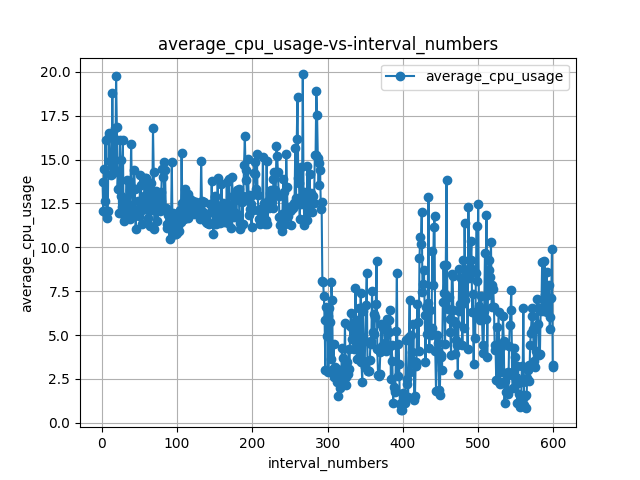 average_cpu_usage-vs-interval_numbers
average_cpu_usage
20.0
17.5
15.0
12.5
10.0
7.5
5.0
2.5
0.0
average_cpu_usage
0 100 200 300 400 500 600
interval_numbers